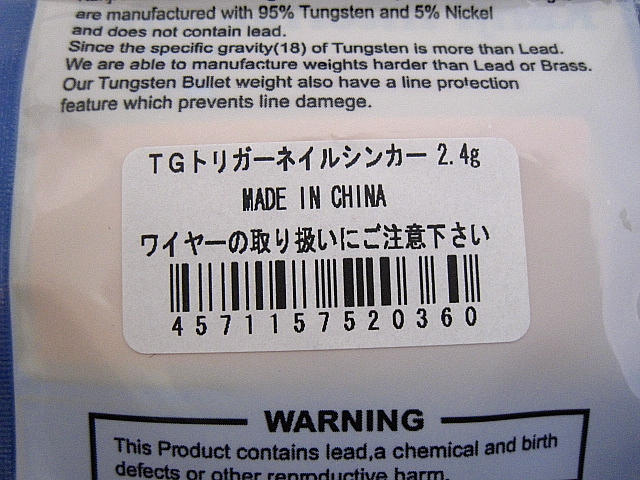 are manufactured with 95% Tungsten and 5% Nickel
and does not contain lead.
Since the specific gravity(18) of Tungsten is more than Lead.
We are able to manufacture weights harder than Lead or Brass.
Our Tungsten Bullet weight also have a line protection
feature which prevents line damege.
TGトリガーネイルシンカー 2.4g
MADE IN CHINA
ワイヤーの取り扱いにご注意下さい
4571157520360
WARNING
This Product contains lead,a chemical and birth
defects or other reproductive harm.